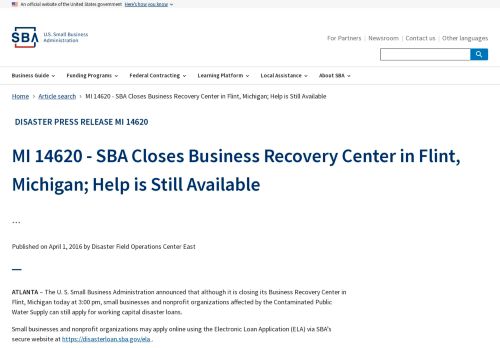 An official website of the United States government Here's how you know
SBA U.S. Small Business
Administration
For Partners Newsroom Contact us Other languages
Business Guide Funding Programs Federal Contracting Learning Platform Local Assistance About SBA
Home › Article search › MI 14620 - SBA Closes Business Recovery Center in Flint, Michigan; Help is Still Available
DISASTER PRESS RELEASE MI 14620
MI 14620 - SBA Closes Business Recovery Center in Flint,
Michigan; Help is Still Available
...
Published on April 1, 2016 by Disaster Field Operations Center East
ATLANTA – The U. S. Small Business Administration announced that although it is closing its Business Recovery Center in
Flint, Michigan today at 3:00 pm, small businesses and nonprofit organizations affected by the Contaminated Public
Water Supply can still apply for working capital disaster loans.
Small businesses and nonprofit organizations may apply online using the Electronic Loan Application (ELA) via SBA's
secure website at https://disasterloan.sba.gov/ela .